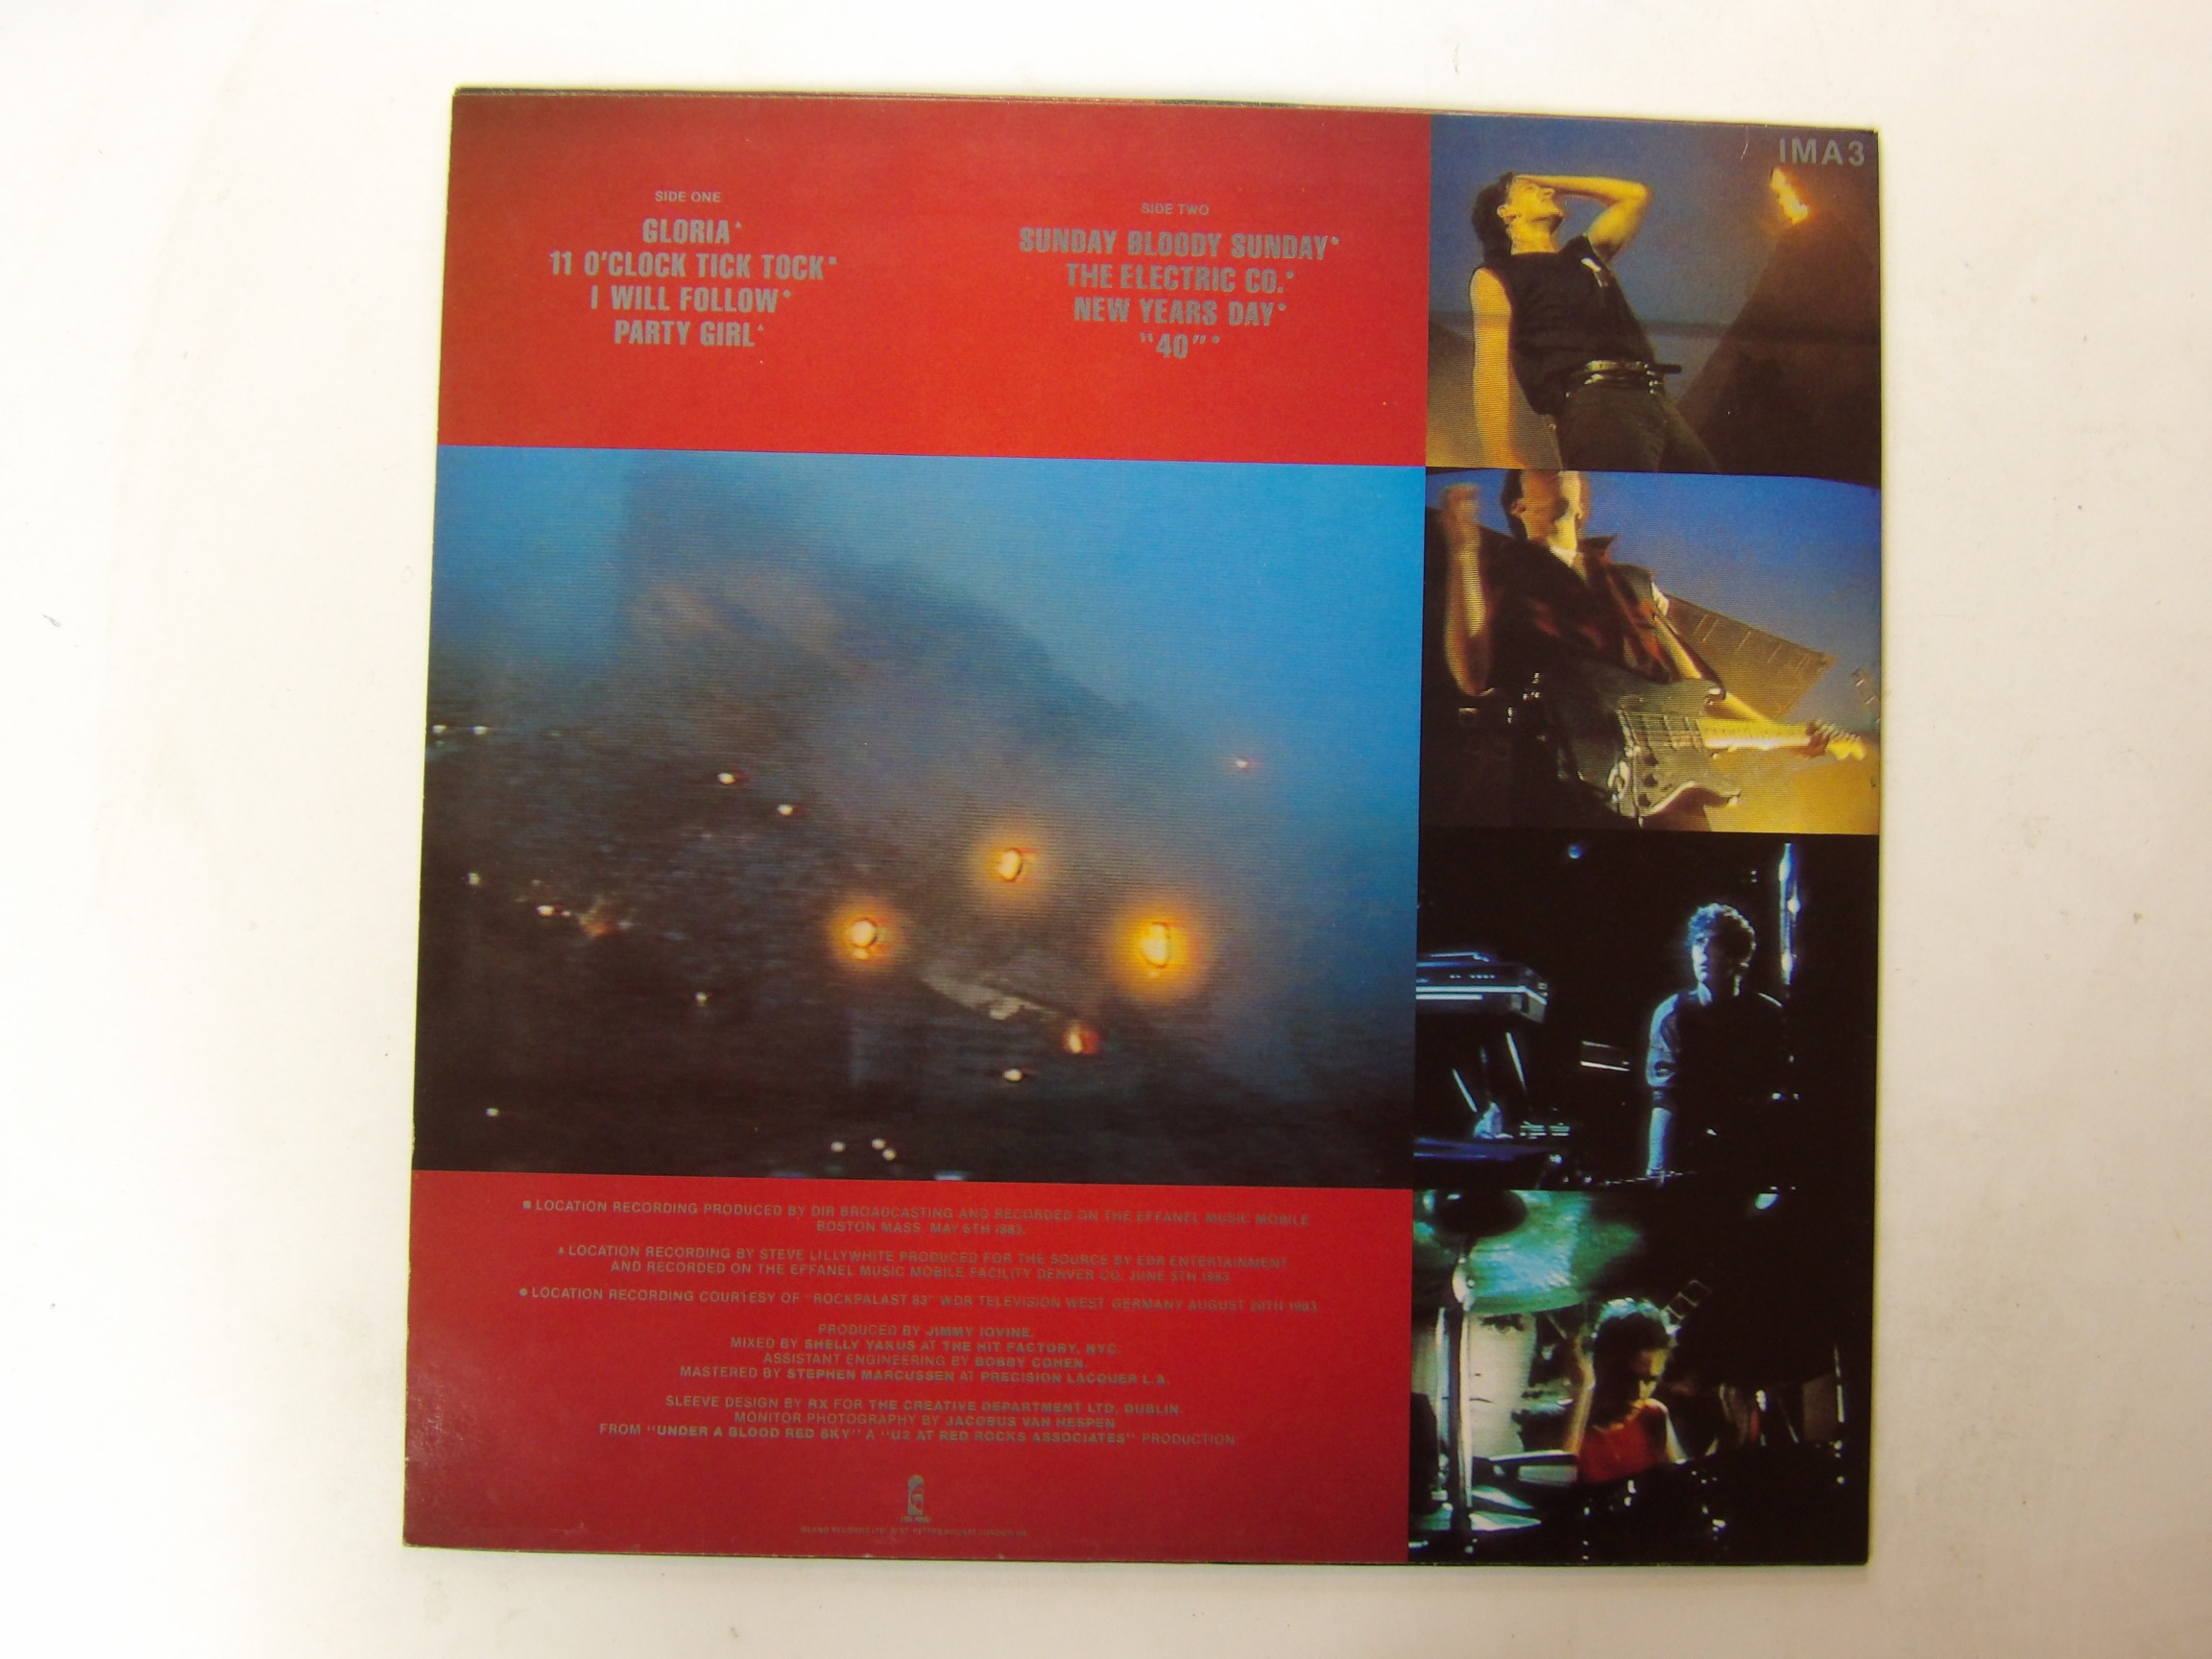 IMA3
SIDE ONE
GLORIA▲
11 O'CLOCK TICK TOCK■
I WILL FOLLOW●
PARTY GIRL▲
SIDE TWO
SUNDAY BLOODY SUNDAY●
THE ELECTRIC CO.●
NEW YEARS DAY●
"40"●
■ LOCATION RECORDING PRODUCED BY DIR BROADCASTING AND RECORDED ON THE EFFANEL MUSIC MOBILE
BOSTON MASS. MAY 6TH 1983.
▲ LOCATION RECORDING BY STEVE LILLYWHITE PRODUCED FOR THE SOURCE BY EBR ENTERTAINMENT
AND RECORDED ON THE EFFANEL MUSIC MOBILE FACILITY DENVER CO. JUNE 5TH 1983.
● LOCATION RECORDING COURTESY OF "ROCKPALAST 83" WDR TELEVISION WEST GERMANY AUGUST 20TH 1983.
PRODUCED BY JIMMY IOVINE.
MIXED BY SHELLY YAKUS AT THE HIT FACTORY, NYC.
ASSISTANT ENGINEERING BY BOBBY COHEN.
MASTERED BY STEPHEN MARCUSSEN AT PRECISION LACQUER L.A.
SLEEVE DESIGN BY RX FOR THE CREATIVE DEPARTMENT LTD, DUBLIN.
MONITOR PHOTOGRAPHY BY JACOBUS VAN HESPEN
FROM "UNDER A BLOOD RED SKY" A "U2 AT RED ROCKS ASSOCIATES" PRODUCTION
ISLAND RECORDS LTD